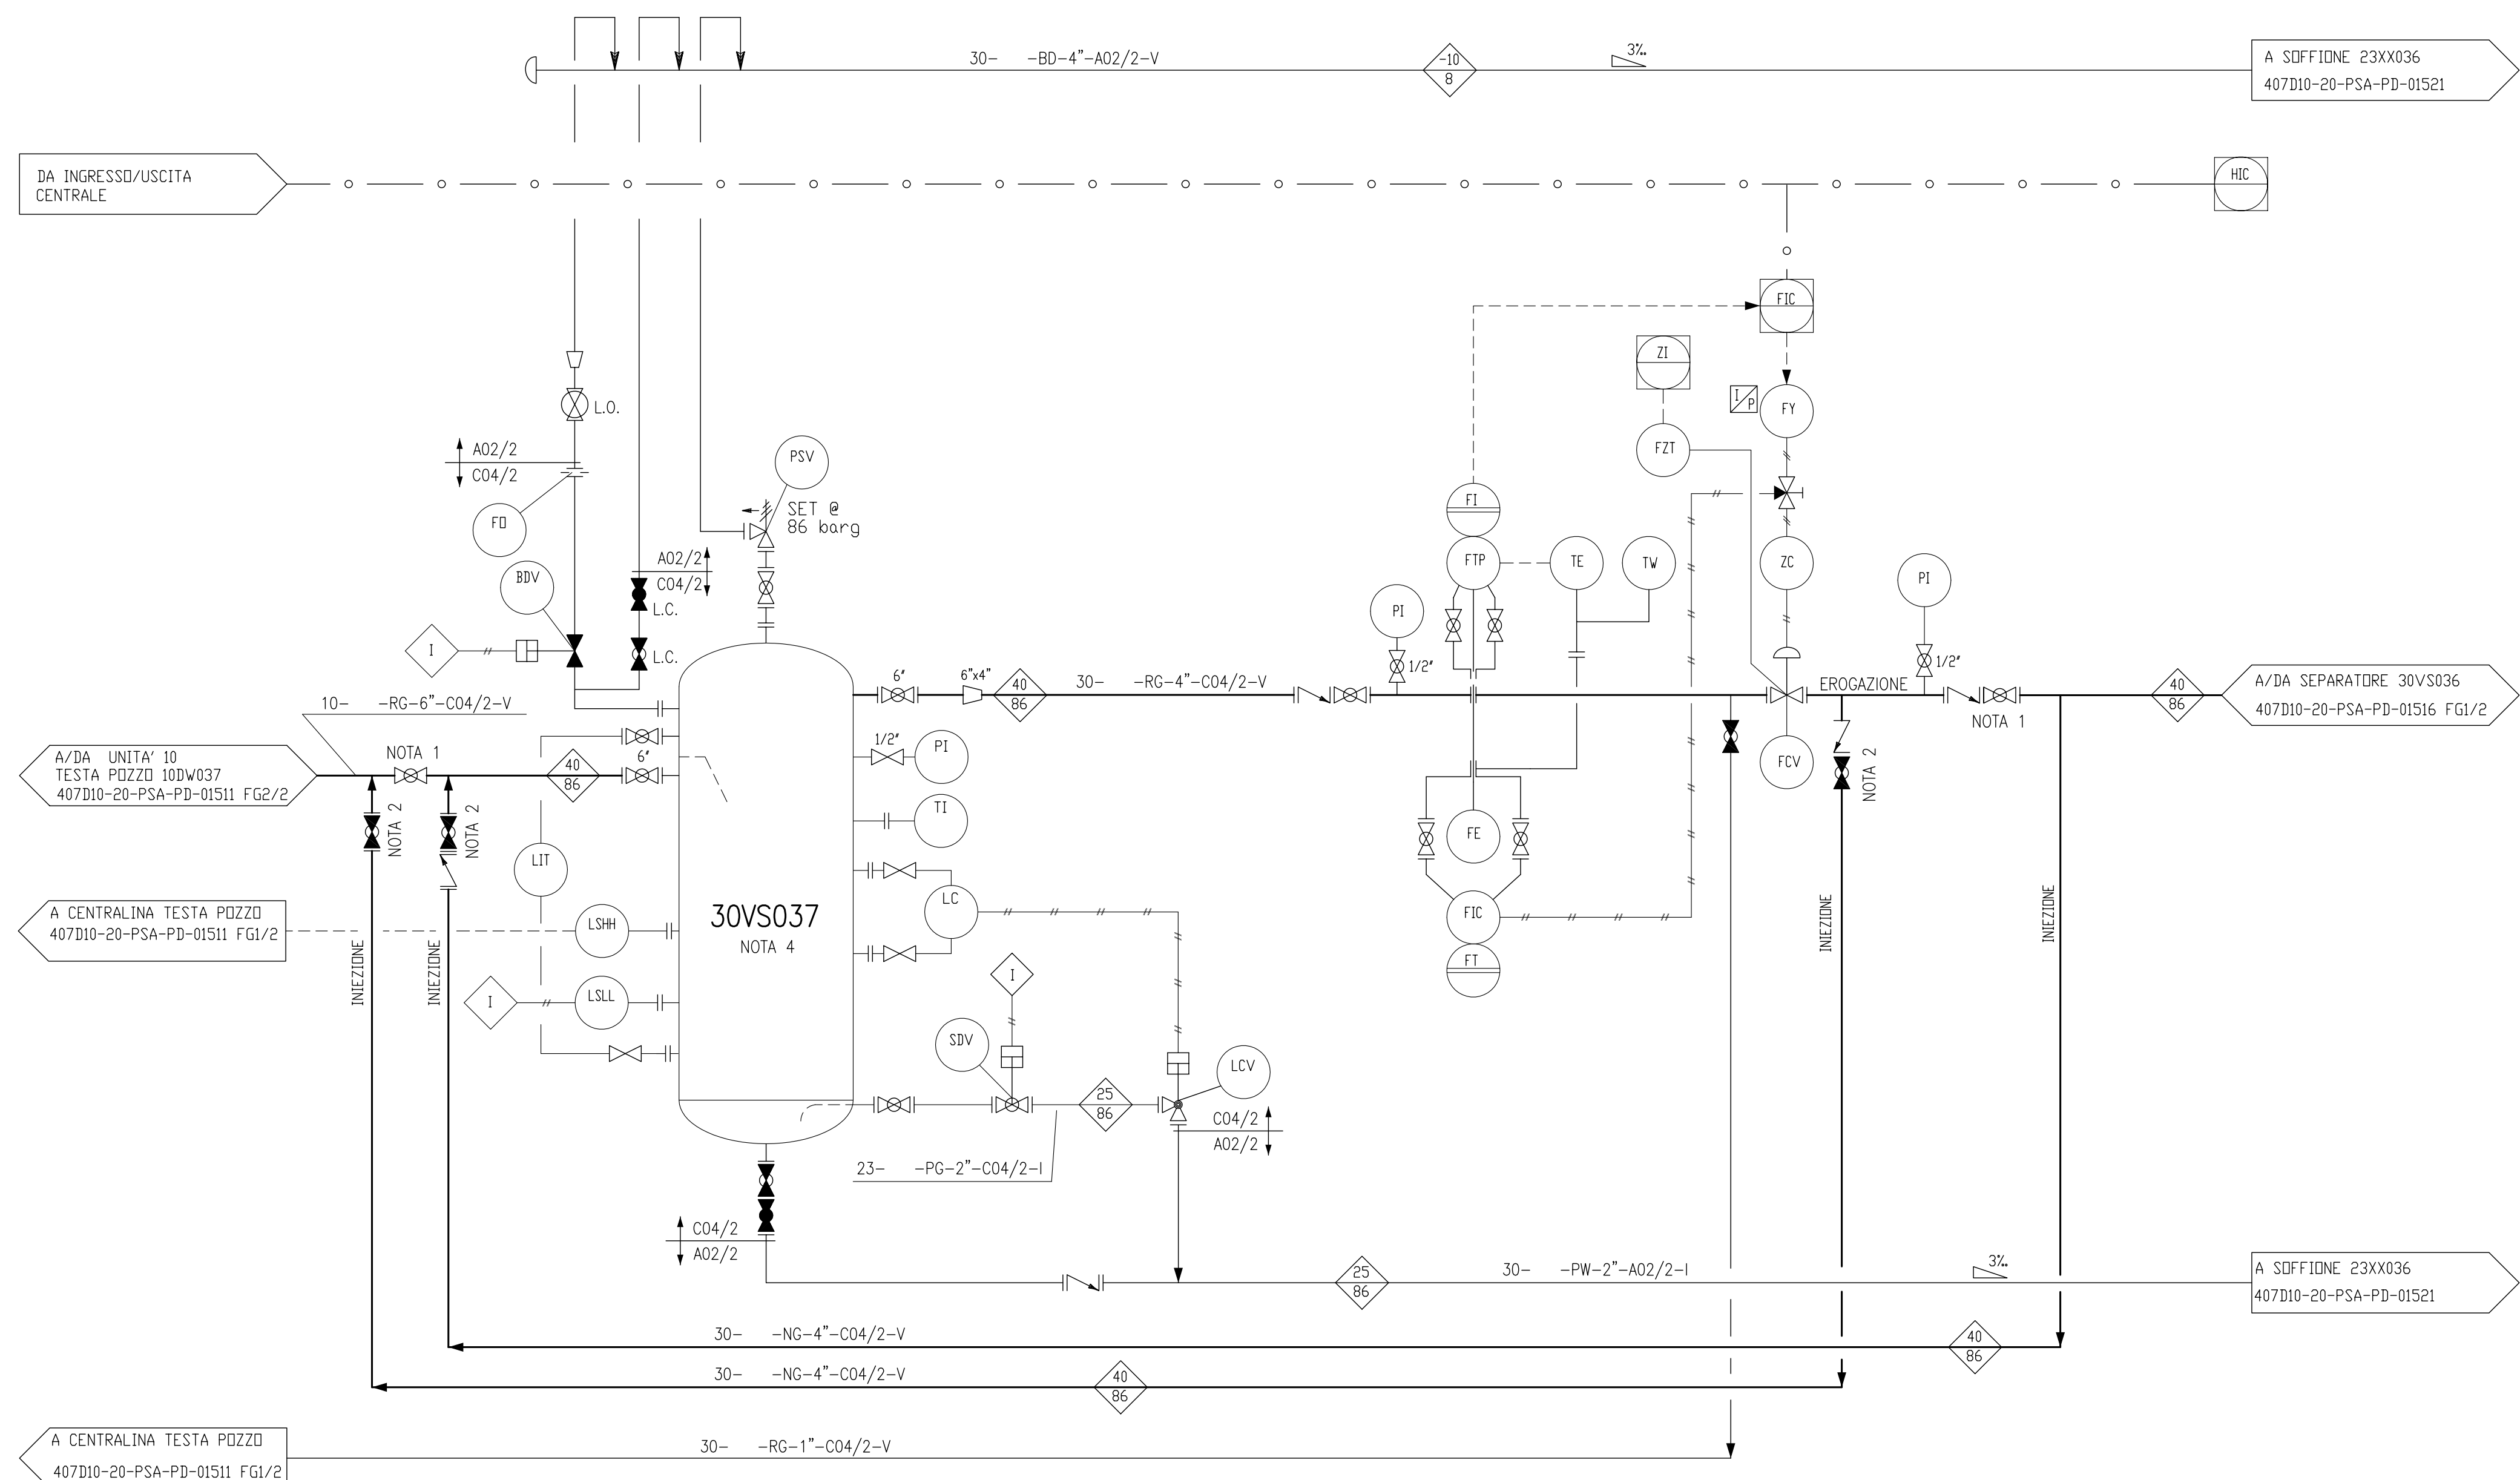 30-    -BD-4"-A02/2-V
-10
8
3‰
A SOFFIONE 23XX036
407D10-20-PSA-PD-01521
DA INGRESSO/USCITA
CENTRALE
HIC
FIC
ZI
I/P
FY
FZT
L.O.
A02/2
C04/2
FO
PSV
SET @
86 barg
BDV
A02/2
C04/2
L.C.
L.C.
I
FI
FTP
TE
TW
ZC
PI
1/2"
PI
1/2"
10-    -RG-6"-C04/2-V
6"
6"x4"
40
86
30-    -RG-4"-C04/2-V
EROGAZIONE
NOTA 1
40
86
A/DA SEPARATORE 30VS036
407D10-20-PSA-PD-01516 FG1/2
A/DA  UNITA' 10
TESTA POZZO 10DW037
407D10-20-PSA-PD-01511 FG2/2
NOTA 1
40
86
6"
1/2"
PI
TI
FCV
NOTA 2
NOTA 2
NOTA 2
LIT
FE
LC
FIC
FT
A CENTRALINA TESTA POZZO
407D10-20-PSA-PD-01511 FG1/2
LSHH
30VS037
NOTA 4
INIEZIONE
INIEZIONE
INIEZIONE
INIEZIONE
I
LSLL
I
SDV
LCV
25
86
C04/2
A02/2
23-    -PG-2"-C04/2-I
C04/2
A02/2
25
86
30-    -PW-2"-A02/2-I
3‰
A SOFFIONE 23XX036
407D10-20-PSA-PD-01521
30-    -NG-4"-C04/2-V
40
86
30-    -NG-4"-C04/2-V
40
86
A CENTRALINA TESTA POZZO
407D10-20-PSA-PD-01511 FG1/2
30-    -RG-1"-C04/2-V